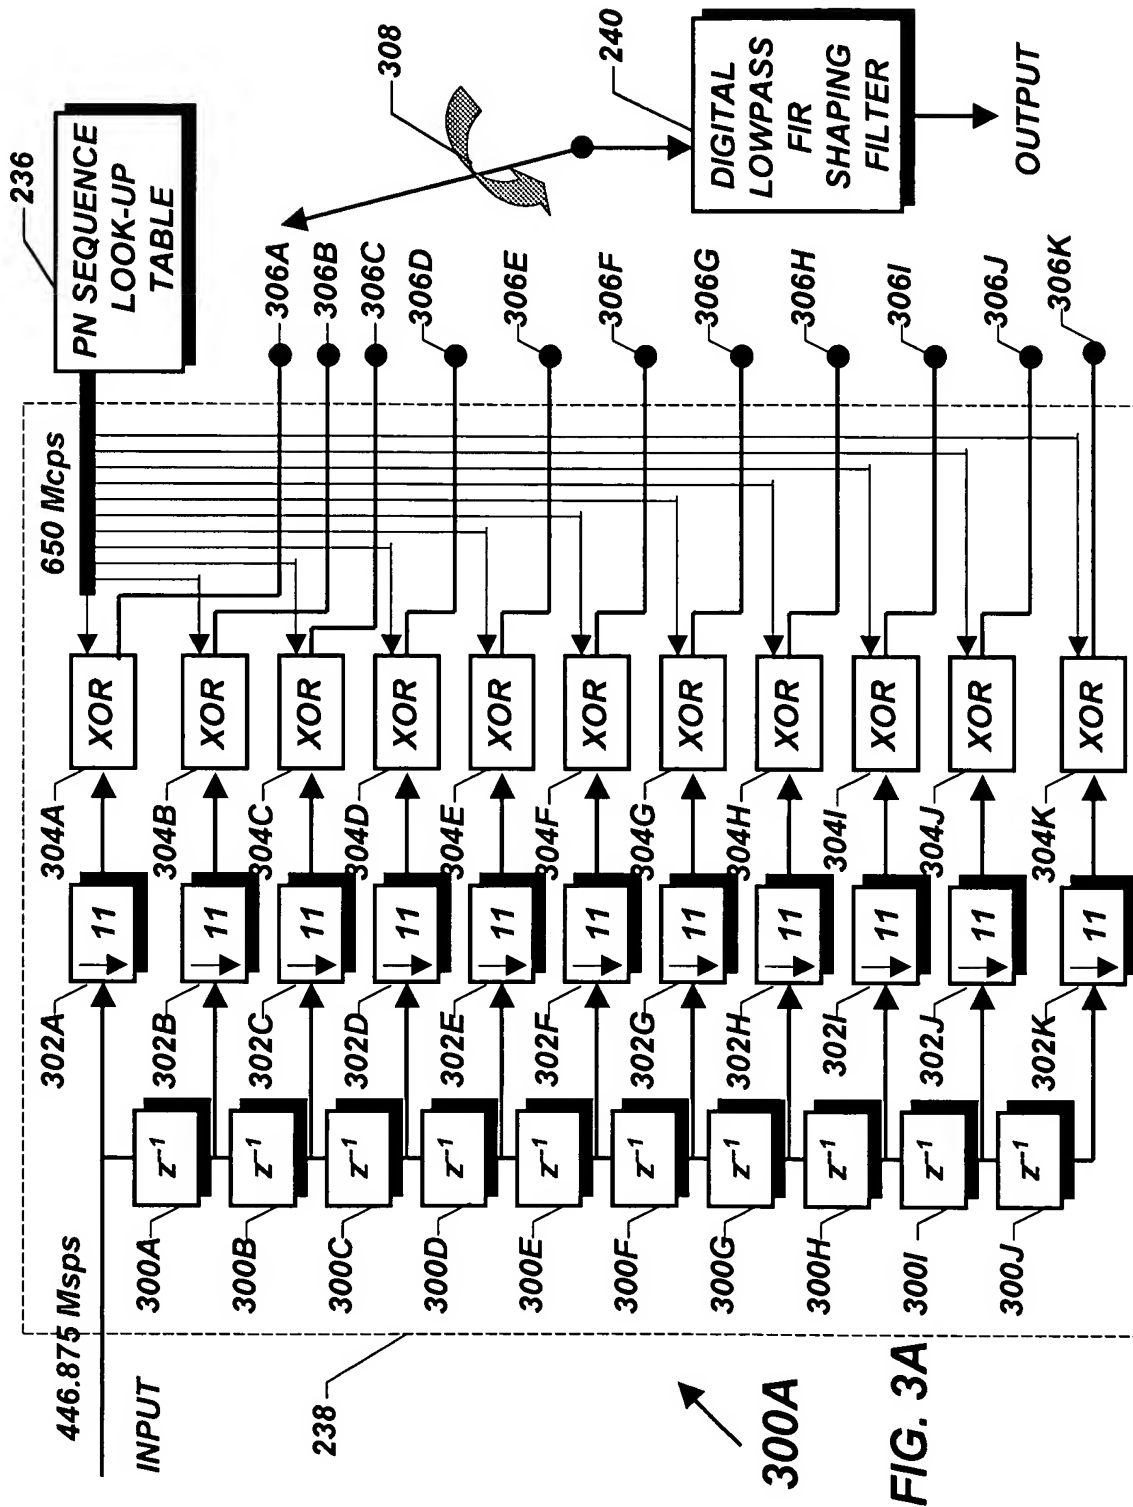 446.875 Msps
INPUT
238
300A
FIG. 3A
650 Mcps
236
PN SEQUENCE
LOOK-UP
TABLE
300A
300B
300C
300D
300E
300F
300G
300H
300I
300J
z⁻¹
z⁻¹
z⁻¹
z⁻¹
z⁻¹
z⁻¹
z⁻¹
z⁻¹
z⁻¹
z⁻¹
302A
302B
302C
302D
302E
302F
302G
302H
302I
302J
302K
11
11
11
11
11
11
11
11
11
11
11
304A
304B
304C
304D
304E
304F
304G
304H
304I
304J
304K
XOR
XOR
XOR
XOR
XOR
XOR
XOR
XOR
XOR
XOR
XOR
306A
306B
306C
306D
306E
306F
306G
306H
306I
306J
306K
308
240
DIGITAL
LOWPASS
FIR
SHAPING
FILTER
OUTPUT